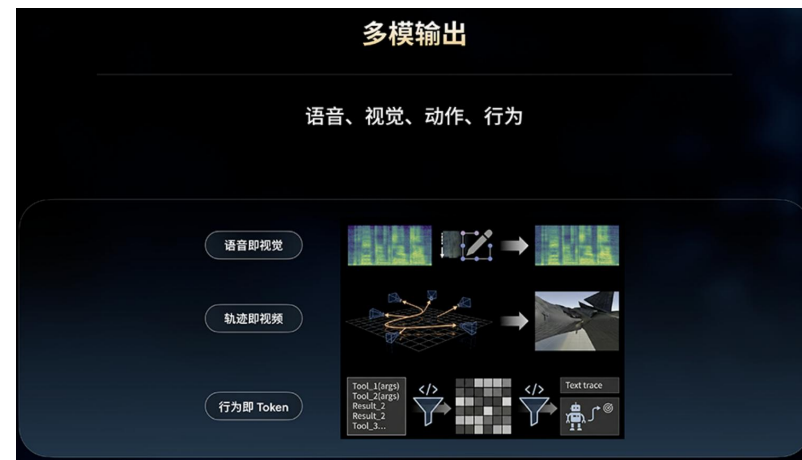 多模输出
语音、视觉、动作、行为
语音即视觉
轨迹即视频
行为即 Token
Tool_1(args)
Tool_2(args)
Result_2
Result_2
Tool_3...
</>
</>
Text trace